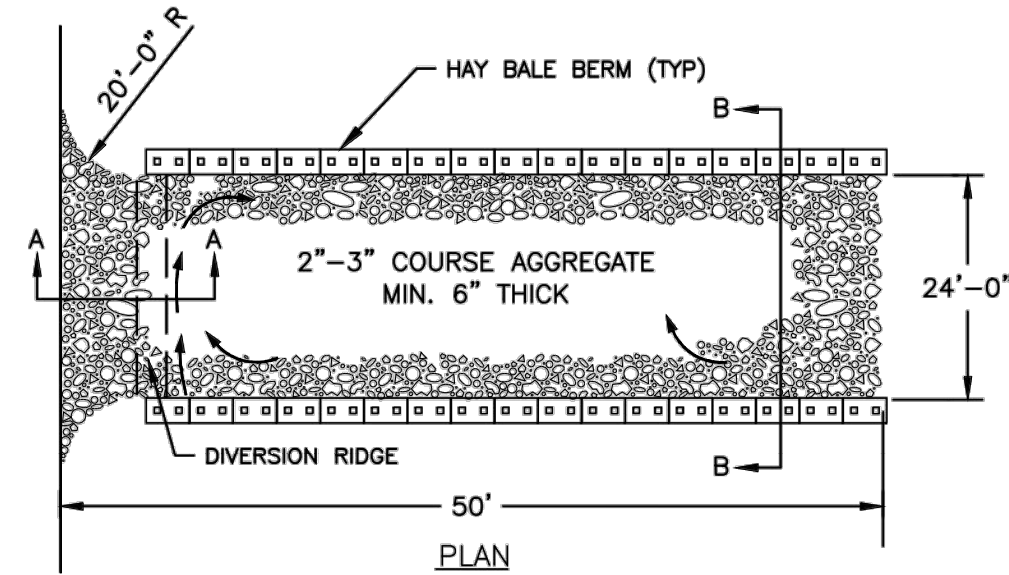 20'-0" R
HAY BALE BERM (TYP)
B
A
A
2"-3" COURSE AGGREGATE
MIN. 6" THICK
24'-0"
DIVERSION RIDGE
B
50'
PLAN